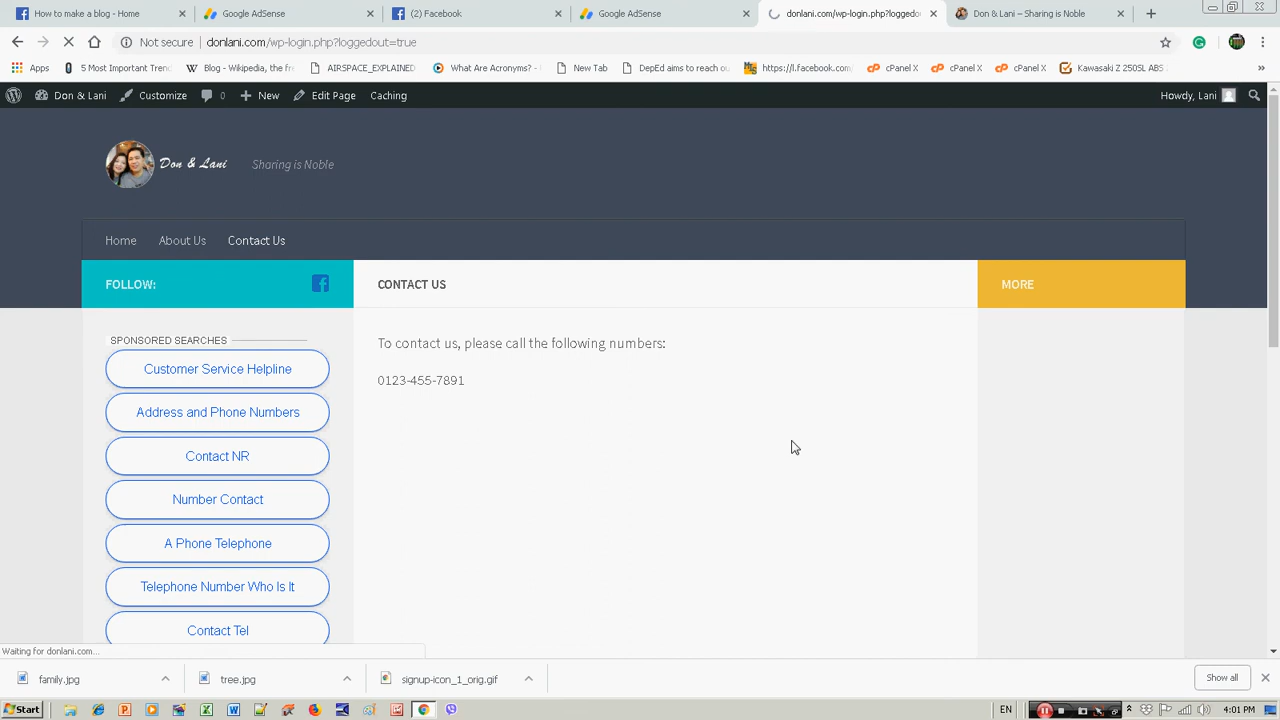 How to make a blog - Home
Google AdSense
(2) Facebook
Google AdSense
donlani.com/wp-login.php?loggedou
Don & Lani – Sharing is Noble
Not secure
donlani.com/wp-login.php?loggedout=true
Apps
5 Most Important Trend
Blog - Wikipedia, the fr
AIRSPACE_EXPLAINED
What Are Acronyms? -
New Tab
DepEd aims to reach ou
https://l.facebook.com
cPanel X
cPanel X
cPanel X
Kawasaki Z 250SL ABS
Don & Lani
Customize
0
New
Edit Page
Caching
Howdy, Lani
Don & Lani
Sharing is Noble
Home
About Us
Contact Us
FOLLOW:
CONTACT US
MORE
SPONSORED SEARCHES
To contact us, please call the following numbers:
Customer Service Helpline
0123-455-7891
Address and Phone Numbers
Contact NR
Number Contact
A Phone Telephone
Telephone Number Who Is It
Contact Tel
Waiting for donlani.com...
family.jpg
tree.jpg
signup-icon_1_orig.gif
Show all
Start
EN
4:01 PM